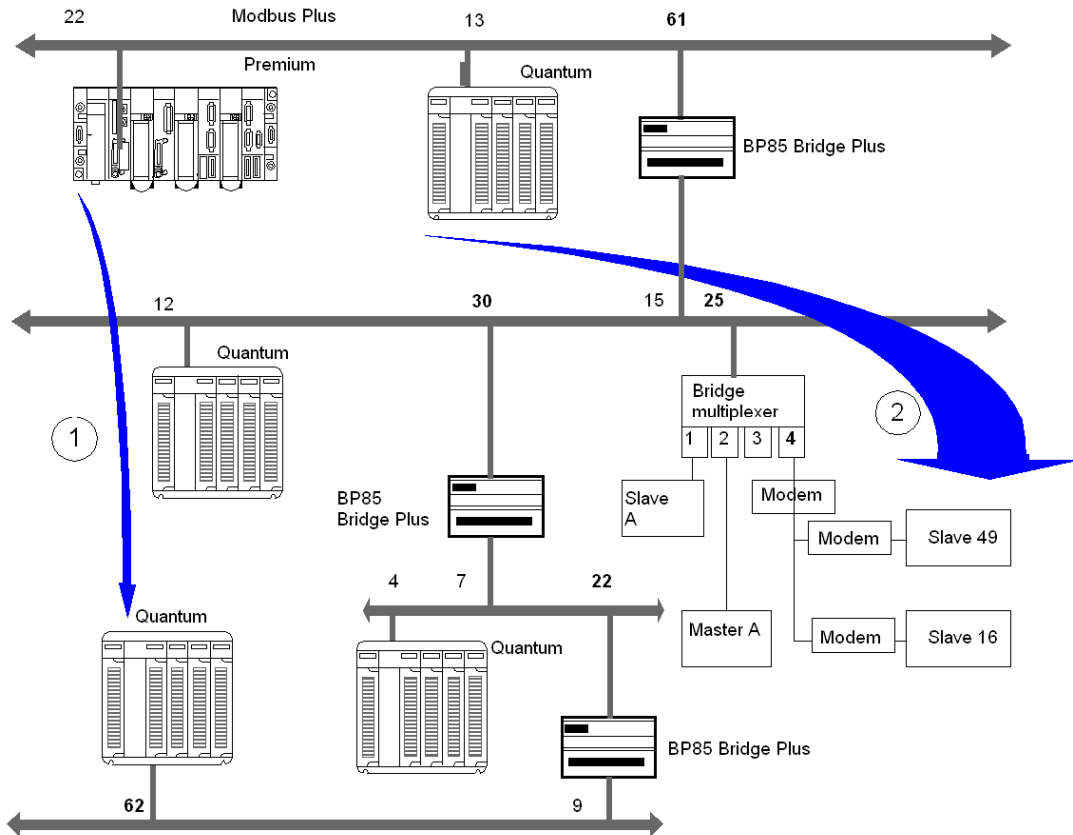 22
Modbus Plus
13
61
Premium
Quantum
BP85 Bridge Plus
12
30
15
25
Quantum
1
2
Bridge
multiplexer
1
2
3
4
BP85
Bridge Plus
Slave
A
Modem
Modem
Slave 49
4
7
22
Quantum
Quantum
Master A
Modem
Slave 16
BP85 Bridge Plus
62
9